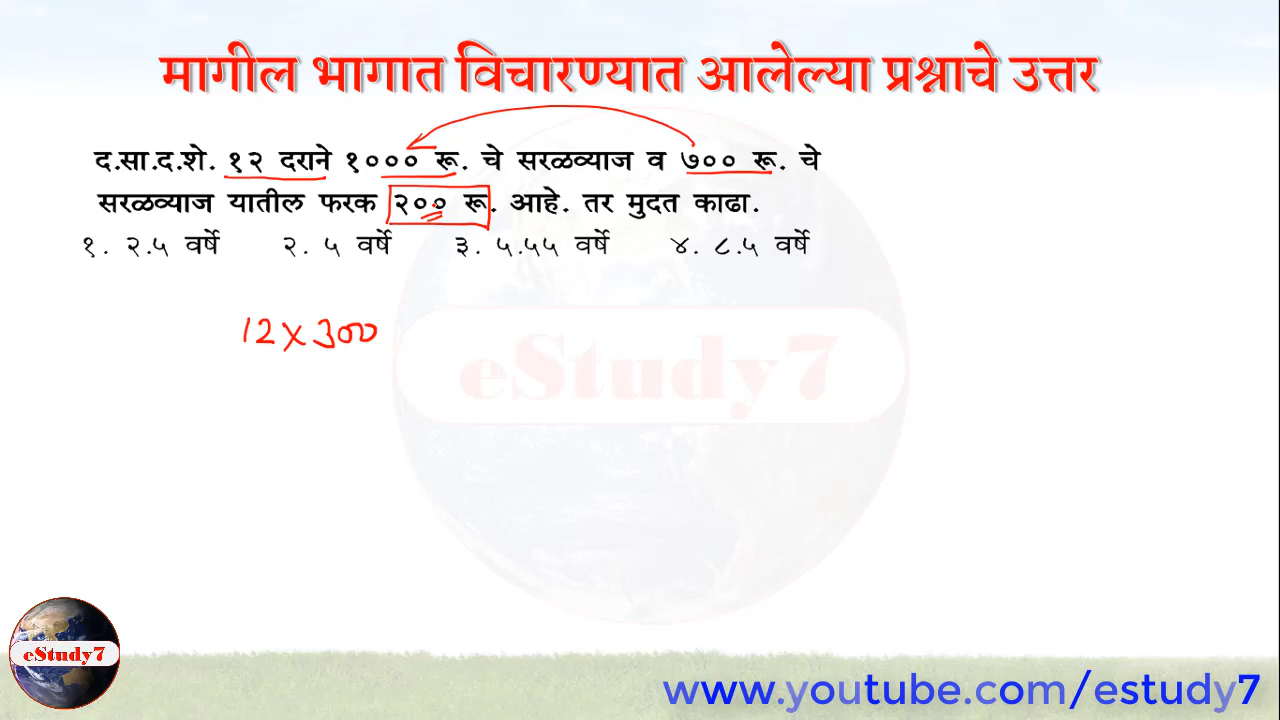 मागील भागात विचारण्यात आलेल्या प्रश्नाचे उत्तर
द.सा.द.शे. १२ दराने १००० रू. चे सरळव्याज व ७०० रू. चे
सरळव्याज यातील फरक २०० रू. आहे. तर मुदत काढा.
१. २.५ वर्षे २. ५ वर्षे ३. ५.५५ वर्षे ४. ८.५ वर्षे
12 x 300
eStudy7
eStudy7
www.youtube.com/estudy7